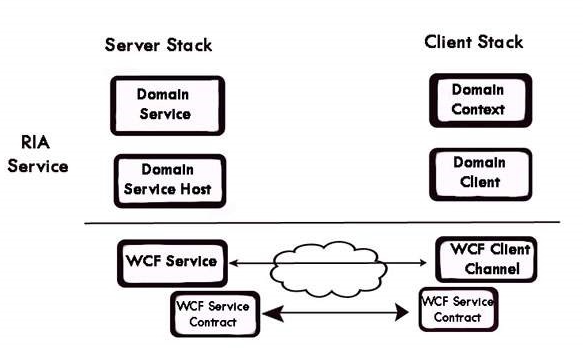 Server Stack
Client Stack
Domain
Service
Domain
Context
RIA
Service
Domain
Service Host
Domain
Client
WCF Service
WCF Client
Channel
WCF Service
Contract
WCF Service
Contract